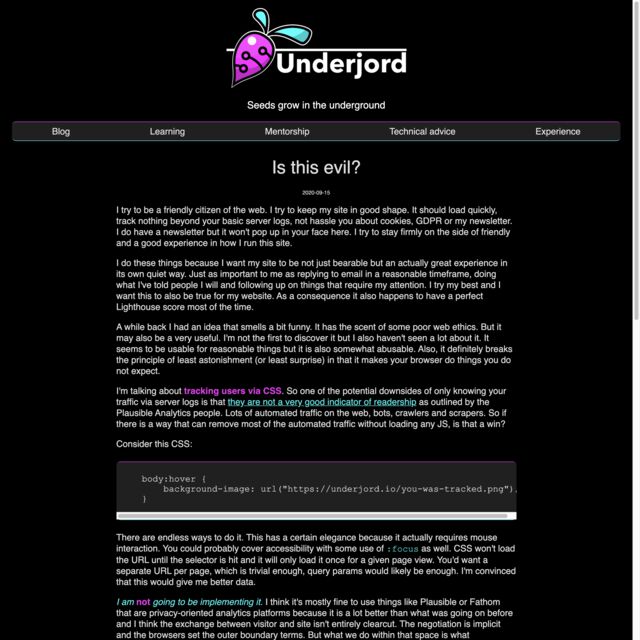 Underjord
Seeds grow in the underground
Blog
Learning
Mentorship
Technical advice
Experience
Is this evil?
2020-09-15
I try to be a friendly citizen of the web. I try to keep my site in good shape. It should load quickly,
track nothing beyond your basic server logs, not hassle you about cookies, GDPR or my newsletter.
I do have a newsletter but it won't pop up in your face here. I try to stay firmly on the side of friendly
and a good experience in how I run this site.
I do these things because I want my site to be not just bearable but an actually great experience in
its own quiet way. Just as important to me as replying to email in a reasonable timeframe, doing
what I've told people I will and following up on things that require my attention. I try my best and I
want this to also be true for my website. As a consequence it also happens to have a perfect
Lighthouse score most of the time.
A while back I had an idea that smells a bit funny. It has the scent of some poor web ethics. But it
may also be a very useful. I'm not the first to discover it but I also haven't seen a lot about it. It
seems to be usable for reasonable things but it is also somewhat abusable. Also, it definitely breaks
the principle of least astonishment (or least surprise) in that it makes your browser do things you do
not expect.
I'm talking about tracking users via CSS. So one of the potential downsides of only knowing your
traffic via server logs is that they are not a very good indicator of readership as outlined by the
Plausible Analytics people. Lots of automated traffic on the web, bots, crawlers and scrapers. So if
there is a way that can remove most of the automated traffic without loading any JS, is that a win?
Consider this CSS:
body:hover {
background-image: url("https://underjord.io/you-was-tracked.png")
}
There are endless ways to do it. This has a certain elegance because it actually requires mouse
interaction. You could probably cover accessibility with some use of :focus as well. CSS won't load
the URL until the selector is hit and it will only load it once for a given page view. You'd want a
separate URL per page, which is trivial enough, query params would likely be enough. I'm convinced
that this would give me better data.
I am not going to be implementing it. I think it's mostly fine to use things like Plausible or Fathom
that are privacy-oriented analytics platforms because it is a lot better than what was going on before
and I think the exchange between visitor and site isn't entirely clearcut. The negotiation is implicit
and the browsers set the outer boundary terms. But what we do within that space is what